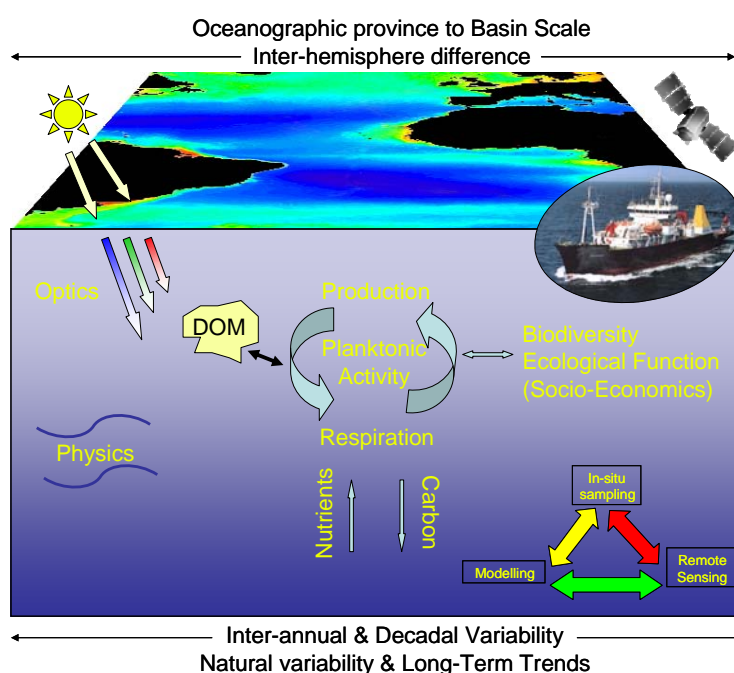 Oceanographic province to Basin Scale
Inter-hemisphere difference
Optics
Production
DOM
Planktonic
Activity
Biodiversity
Ecological Function
(Socio-Economics)
Respiration
Physics
Nutrients
Carbon
In-situ
sampling
Modelling
Remote
Sensing
Inter-annual & Decadal Variability
Natural variability & Long-Term Trends